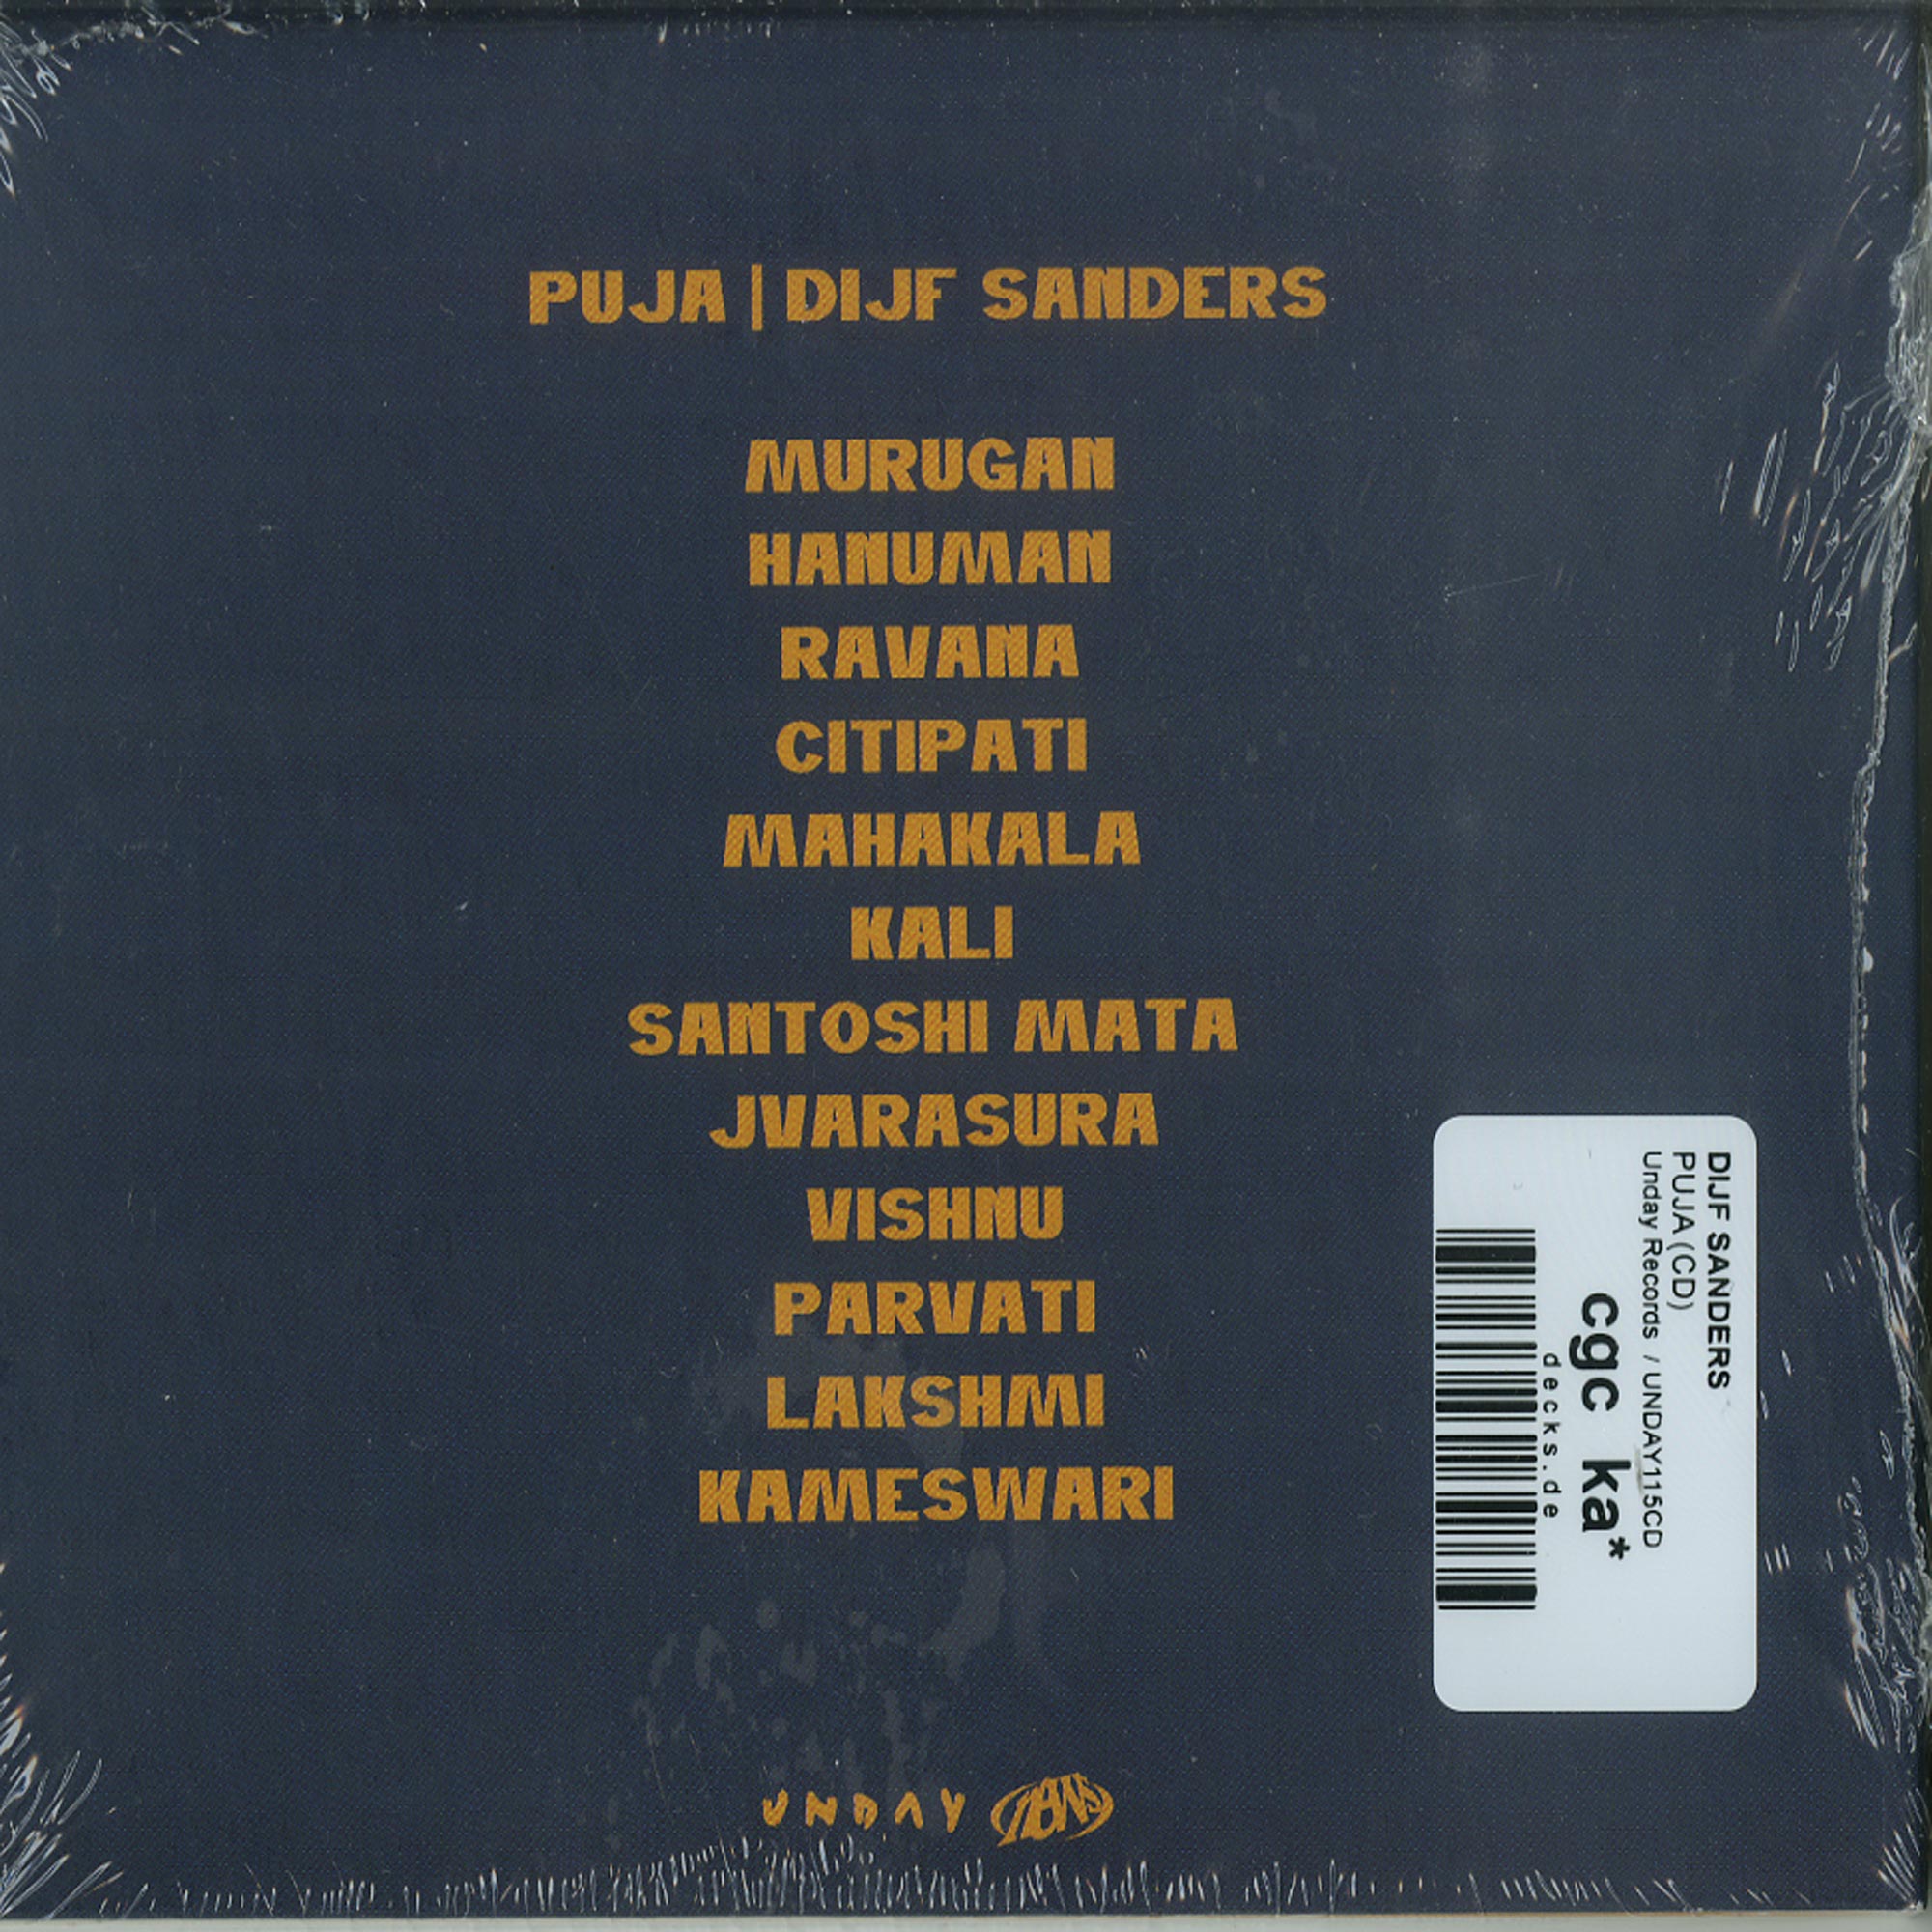 PUJA | DIJF SANDERS
MURUGAN
HANUMAN
RAVANA
CITIPATI
MAHAKALA
KALI
SANTOSHI MATA
JVARASURA
VISHNU
PARVATI
LAKSHMI
KAMESWARI
UNDAY
DIJF SANDERS
PUJA (CD)
Unday Records / UNDAY115CD
cgc ka*
decks.de